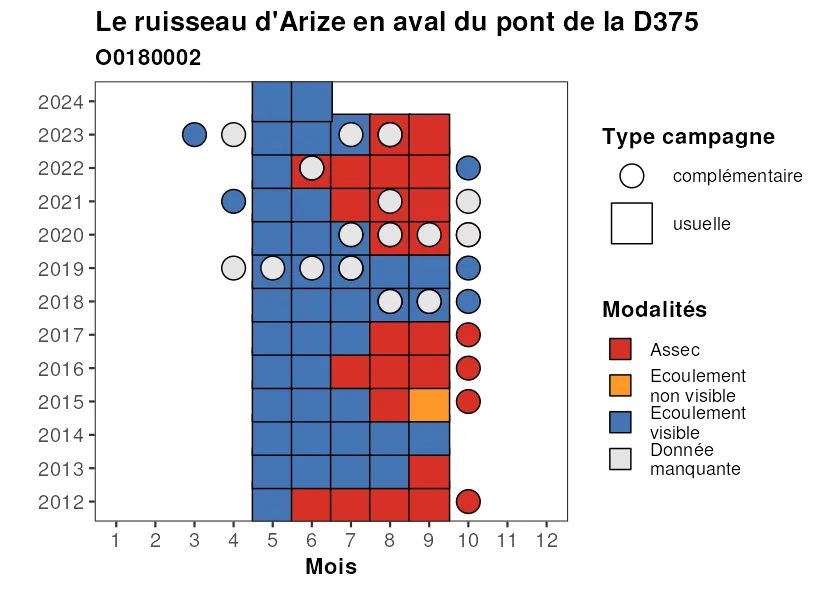 Le ruisseau d'Arize en aval du pont de la D375
O0180002
2024
2023
2022
2021
2020
2019
2018
2017
2016
2015
2014
2013
2012
1 2 3 4 5 6 7 8 9 10 11 12
Mois
Type campagne
complémentaire
usuelle
Modalités
Assec
Ecoulement
non visible
Ecoulement
visible
Donnée
manquante